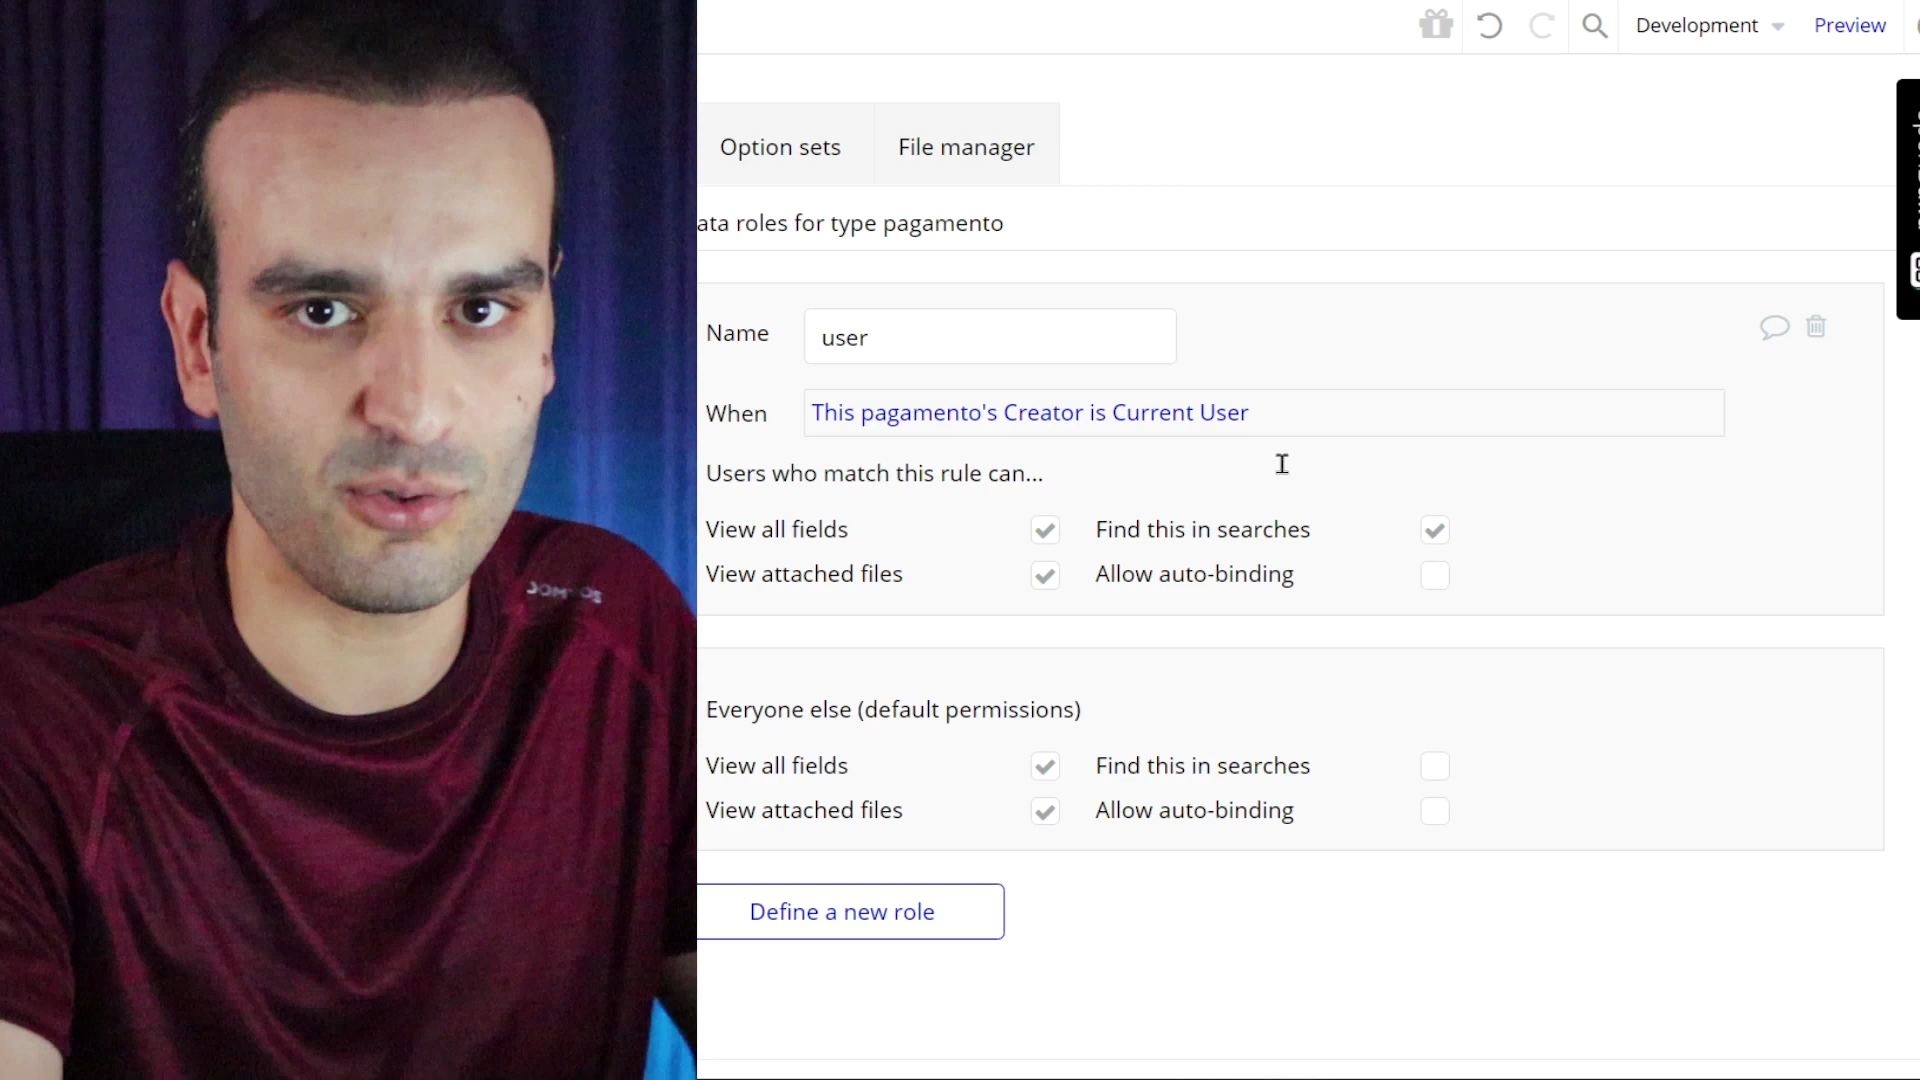 Development Preview
Option sets File manager
ata roles for type pagamento
Name user
When This pagamento's Creator is Current User
Users who match this rule can...
View all fields Find this in searches
View attached files Allow auto-binding
Everyone else (default permissions)
View all fields Find this in searches
View attached files Allow auto-binding
Define a new role